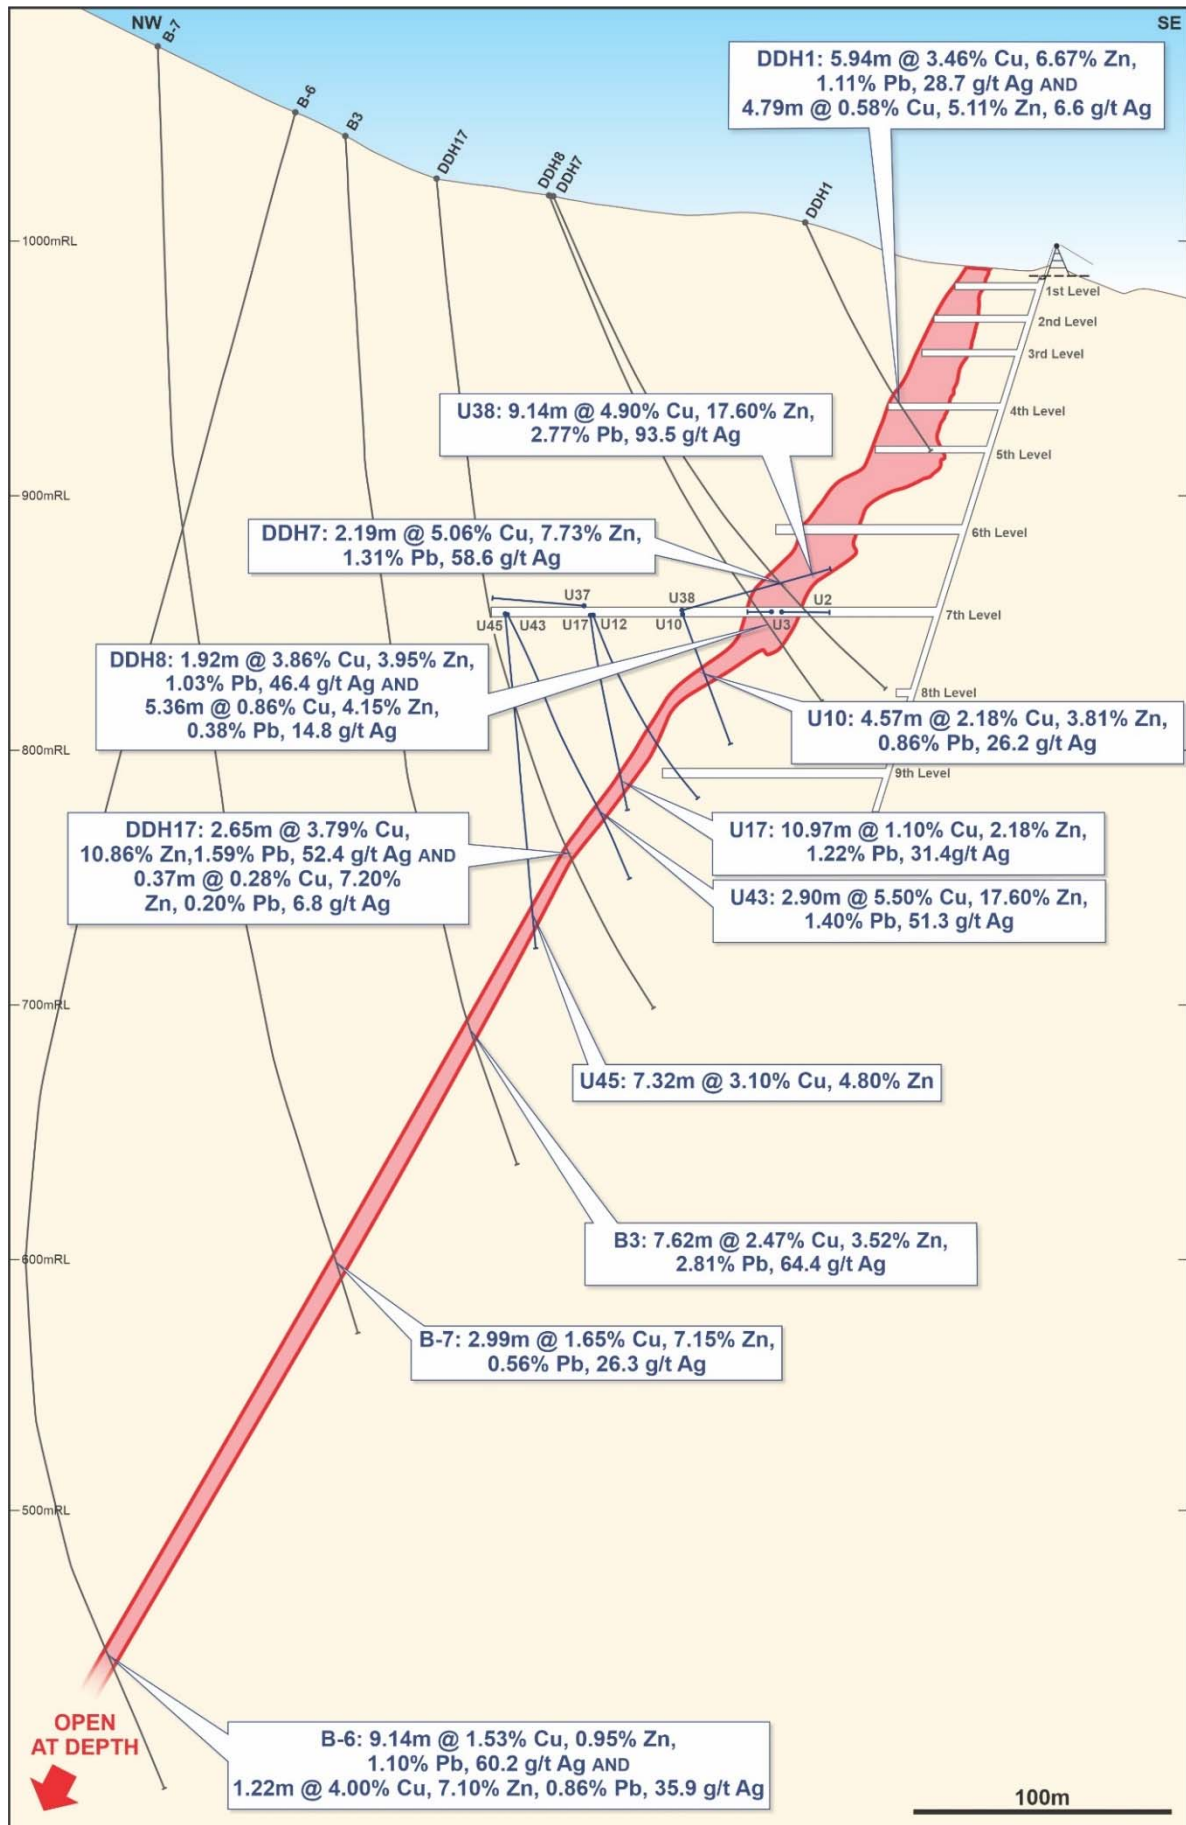 NW
SE
B-7
B-6
B3
DDH17
DDH8
DDH7
DDH1
DDH1: 5.94m @ 3.46% Cu, 6.67% Zn,
1.11% Pb, 28.7 g/t Ag AND
4.79m @ 0.58% Cu, 5.11% Zn, 6.6 g/t Ag
1000mRL
1st Level
2nd Level
3rd Level
4th Level
5th Level
U38: 9.14m @ 4.90% Cu, 17.60% Zn,
2.77% Pb, 93.5 g/t Ag
900mRL
6th Level
DDH7: 2.19m @ 5.06% Cu, 7.73% Zn,
1.31% Pb, 58.6 g/t Ag
U37
U38
U2
U45
U43
U17
U12
U10
U3
7th Level
DDH8: 1.92m @ 3.86% Cu, 3.95% Zn,
1.03% Pb, 46.4 g/t Ag AND
5.36m @ 0.86% Cu, 4.15% Zn,
0.38% Pb, 14.8 g/t Ag
8th Level
U10: 4.57m @ 2.18% Cu, 3.81% Zn,
0.86% Pb, 26.2 g/t Ag
800mRL
9th Level
DDH17: 2.65m @ 3.79% Cu,
10.86% Zn,1.59% Pb, 52.4 g/t Ag AND
0.37m @ 0.28% Cu, 7.20%
Zn, 0.20% Pb, 6.8 g/t Ag
U17: 10.97m @ 1.10% Cu, 2.18% Zn,
1.22% Pb, 31.4g/t Ag
U43: 2.90m @ 5.50% Cu, 17.60% Zn,
1.40% Pb, 51.3 g/t Ag
700mRL
U45: 7.32m @ 3.10% Cu, 4.80% Zn
B3: 7.62m @ 2.47% Cu, 3.52% Zn,
2.81% Pb, 64.4 g/t Ag
600mRL
B-7: 2.99m @ 1.65% Cu, 7.15% Zn,
0.56% Pb, 26.3 g/t Ag
500mRL
OPEN
AT DEPTH
B-6: 9.14m @ 1.53% Cu, 0.95% Zn,
1.10% Pb, 60.2 g/t Ag AND
1.22m @ 4.00% Cu, 7.10% Zn, 0.86% Pb, 35.9 g/t Ag
100m